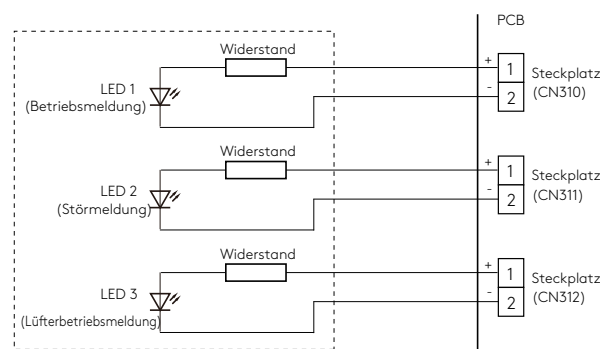 PCB
Widerstand
LED 1
(Betriebsmeldung)
+
-
1
2
Steckplatz
(CN310)
Widerstand
LED 2
(Störmeldung)
+
-
1
2
Steckplatz
(CN311)
Widerstand
LED 3
(Lüfterbetriebsmeldung)
+
-
1
2
Steckplatz
(CN312)